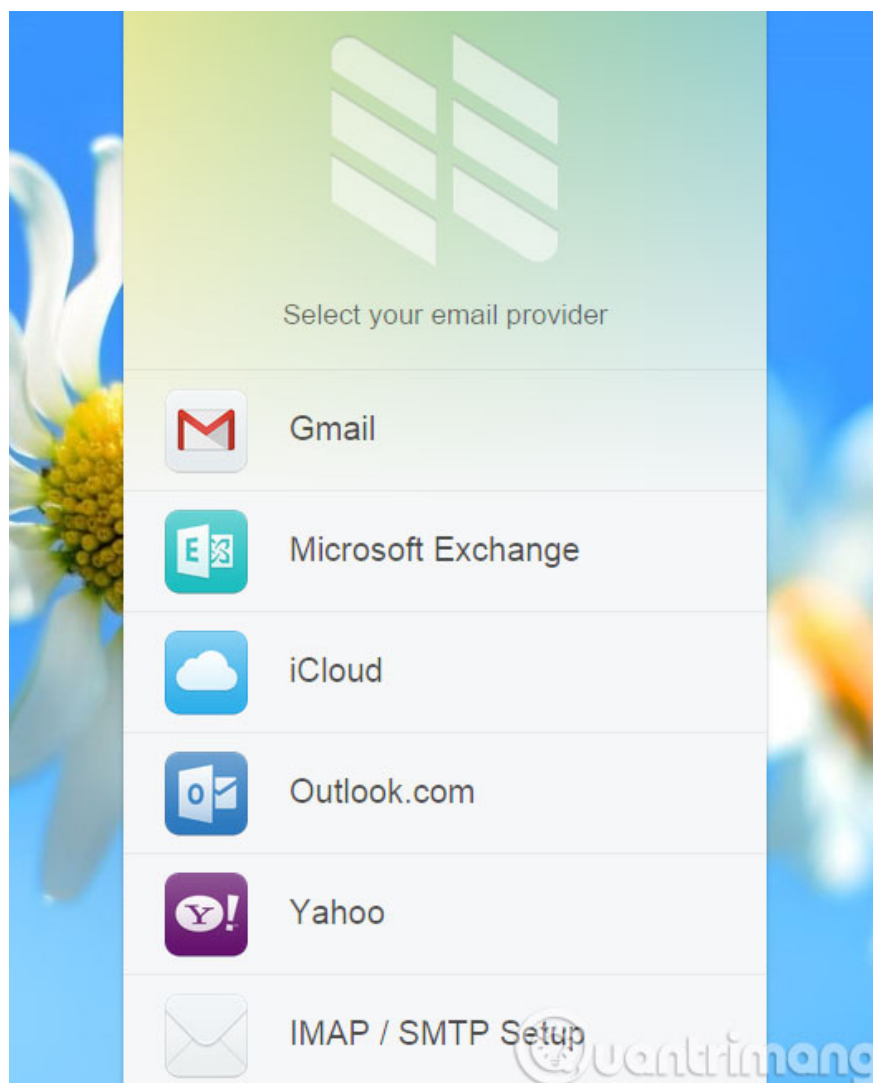 Select your email provider
Gmail
E
Microsoft Exchange
iCloud
O
Outlook.com
Y!
Yahoo
IMAP / SMTP Setup
Quantrimang